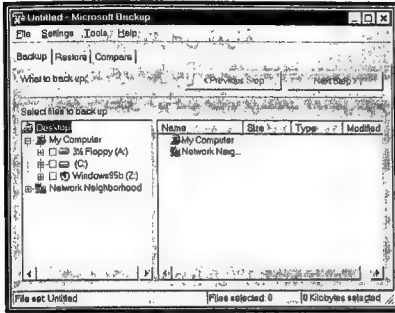 Untitled - Microsoft Backup
File Settings Tools Help
Backup Restore Compare
What to back up:
< Previous Step
Next Step >
Select files to back up
Desktop
My Computer
3½ Floppy (A:)
(C:)
Windows95b (Z:)
Network Neighborhood
Name Size Type Modified
My Computer
Network Neig...
File set: Untitled
Files selected: 0
0 Kilobytes selected